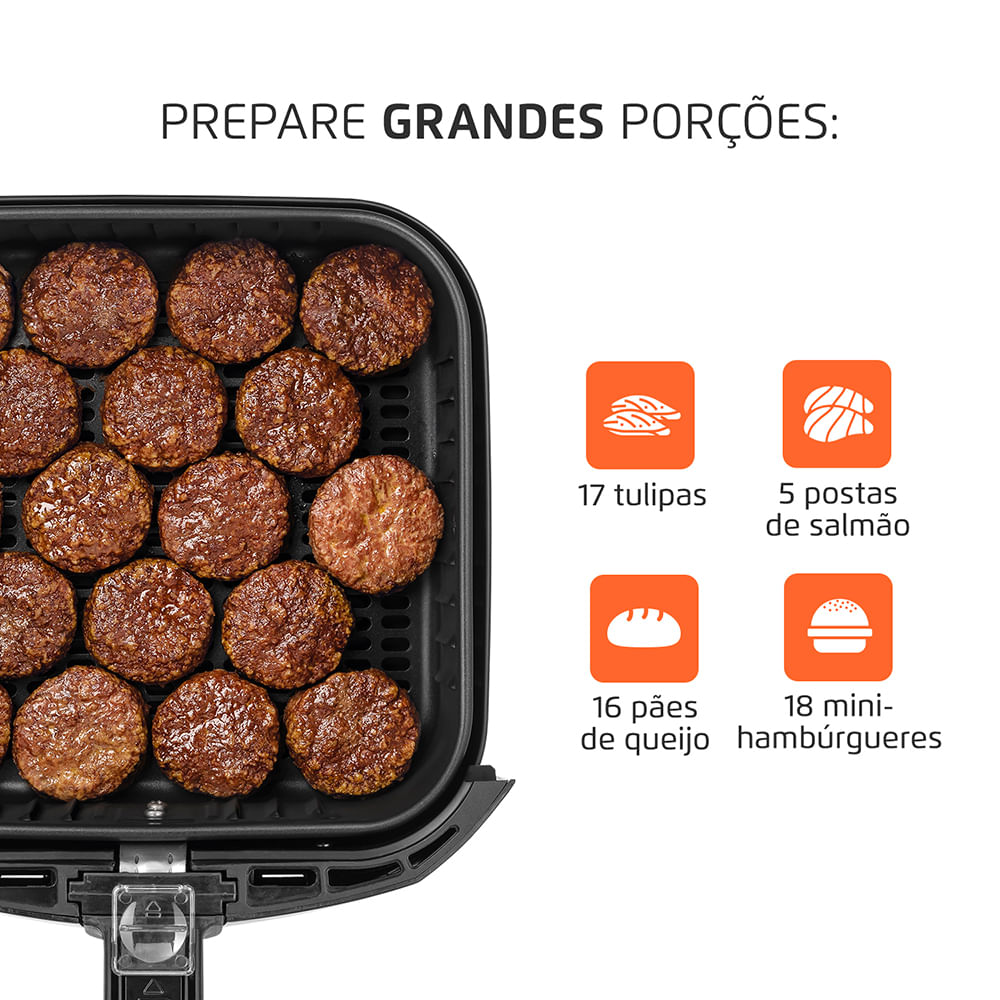 PREPARE GRANDES PORÇÕES:
17 tulipas
5 postas
de salmão
16 pães
de queijo
18 mini-
hambúrgueres